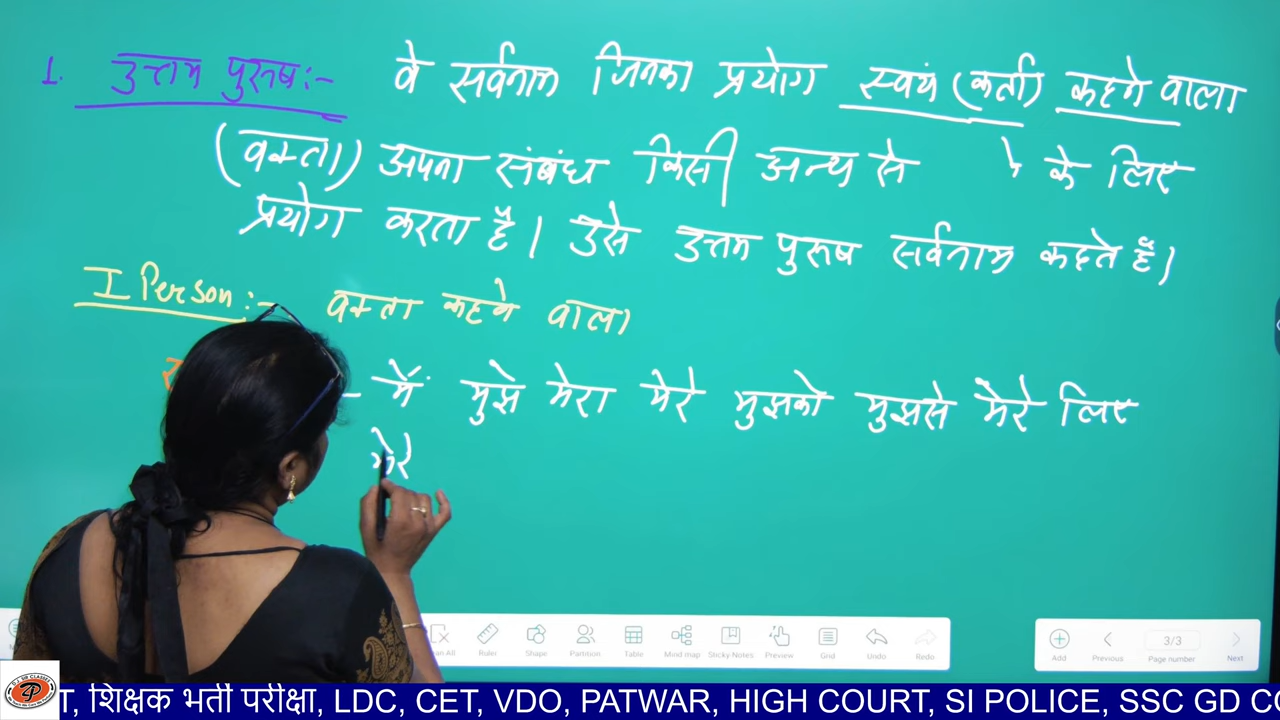 1. उत्तम पुरूष:- वे सर्वनाम जिनका प्रयोग स्वयं (कर्ता) कहने वाला
(वक्ता) अपना संबंध किसी अन्य से के लिए
प्रयोग करता है। उसे उत्तम पुरूष सर्वनाम कहते हैं।
I Person:- वक्ता कहने वाला
- मैं मुझे मेरा मेरे मुझको मुझसे मेरे लिए
मेरे
Ruler Shape Partition Table Mind map Sticky Notes Preview Grid Undo Redo
Add Previous 3/3 Page number Next
T, शिक्षक भर्ती परीक्षा, LDC, CET, VDO, PATWAR, HIGH COURT, SI POLICE, SSC GD CO